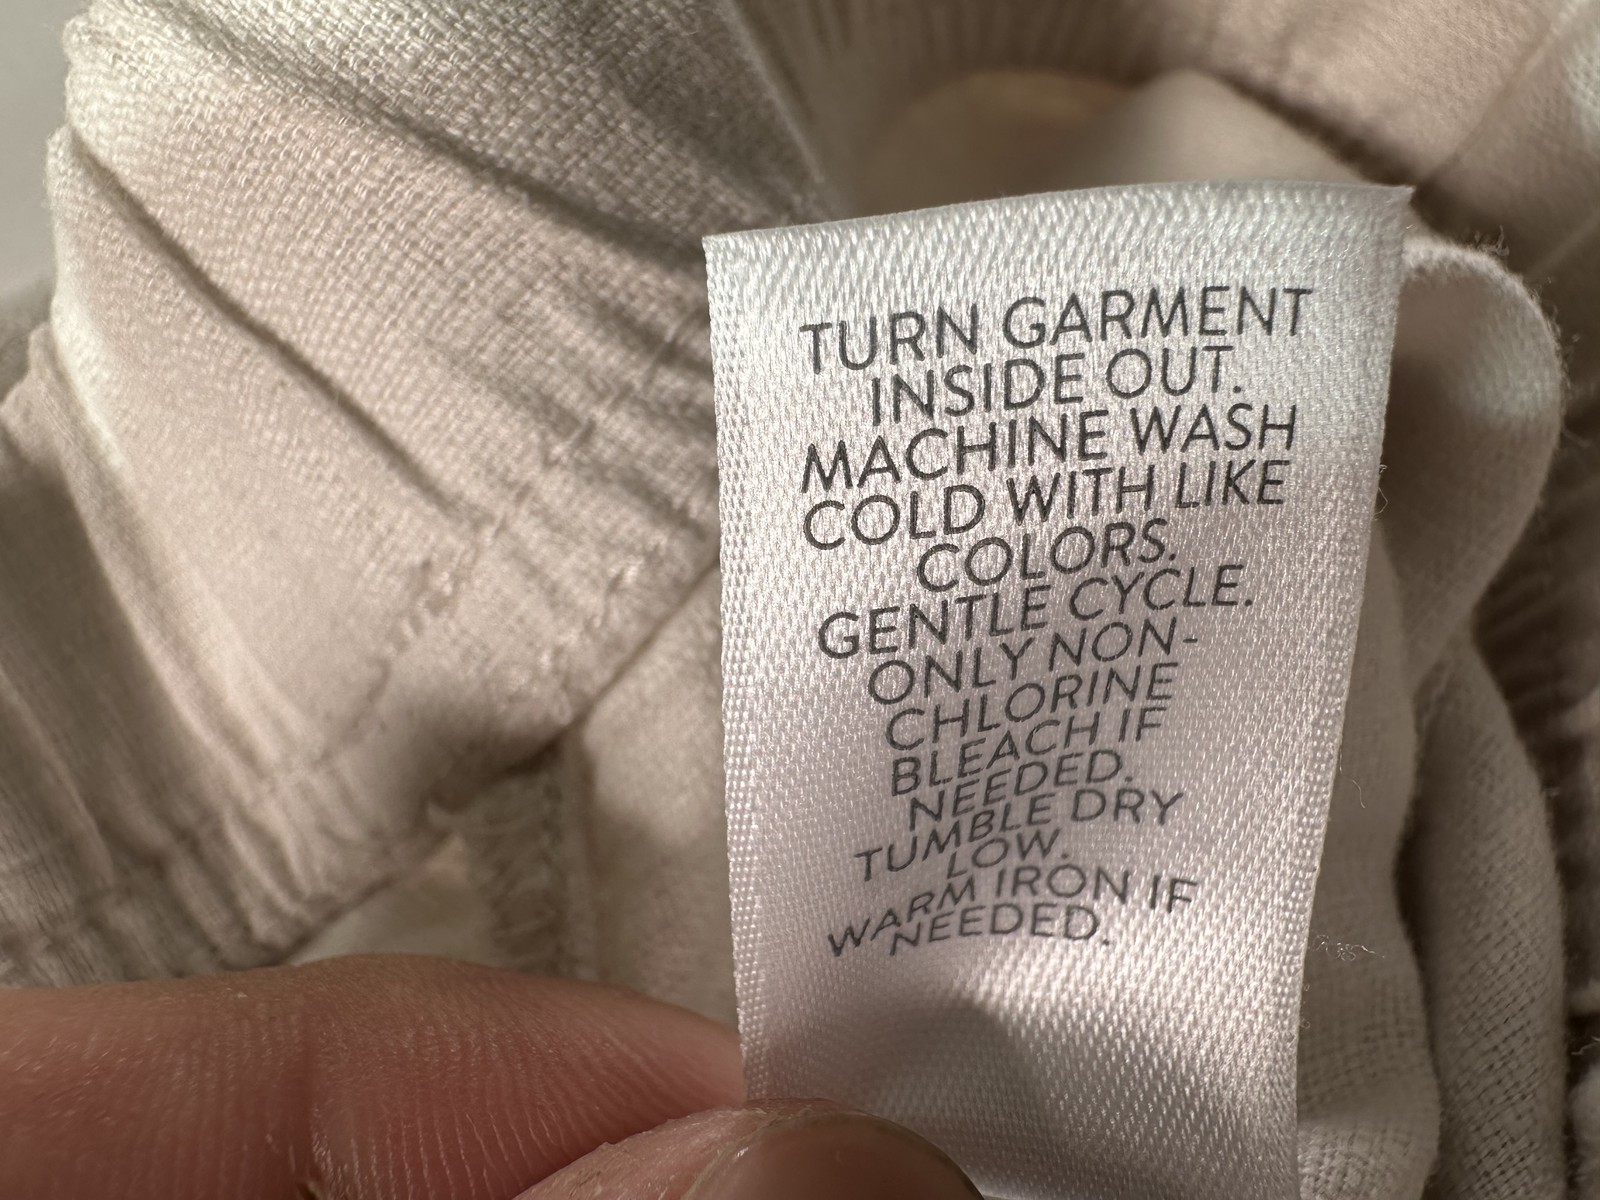 TURN GARMENT
INSIDE OUT.
MACHINE WASH
COLD WITH LIKE
COLORS.
GENTLE CYCLE.
ONLY NON-
CHLORINE
BLEACH IF
NEEDED.
TUMBLE DRY
LOW.
WARM IRON IF
NEEDED.